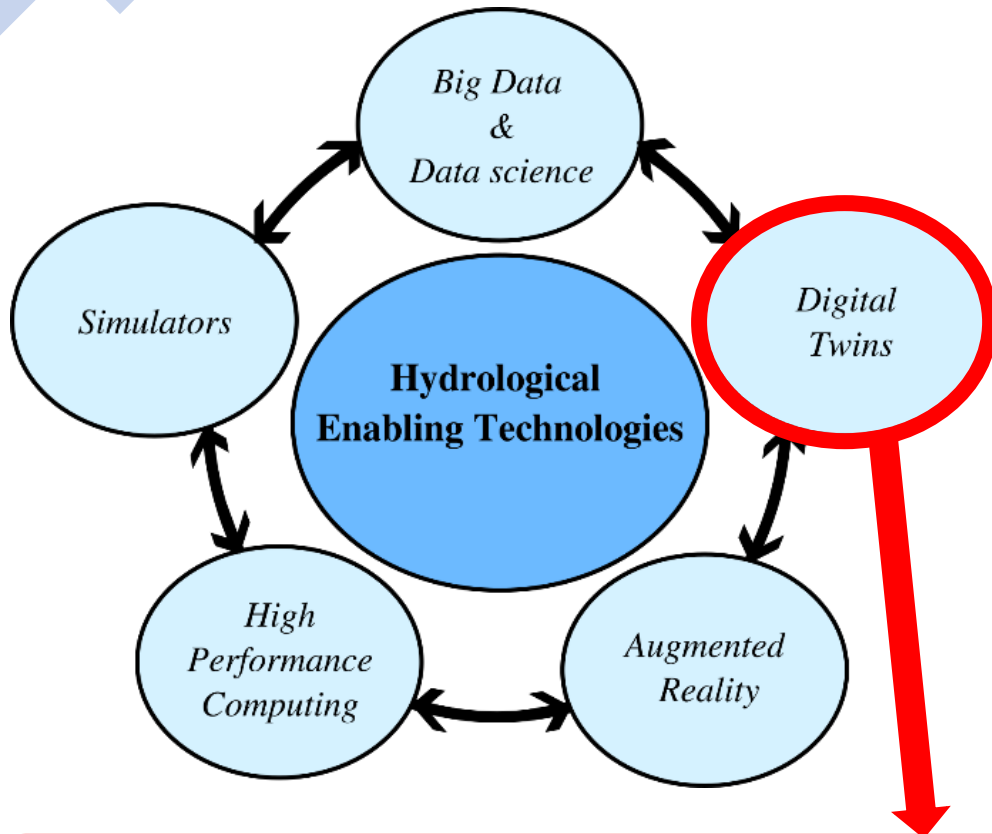 Big Data
&
Data science
Digital
Twins
Simulators
Hydrological
Enabling Technologies
High
Performance
Computing
Augmented
Reality